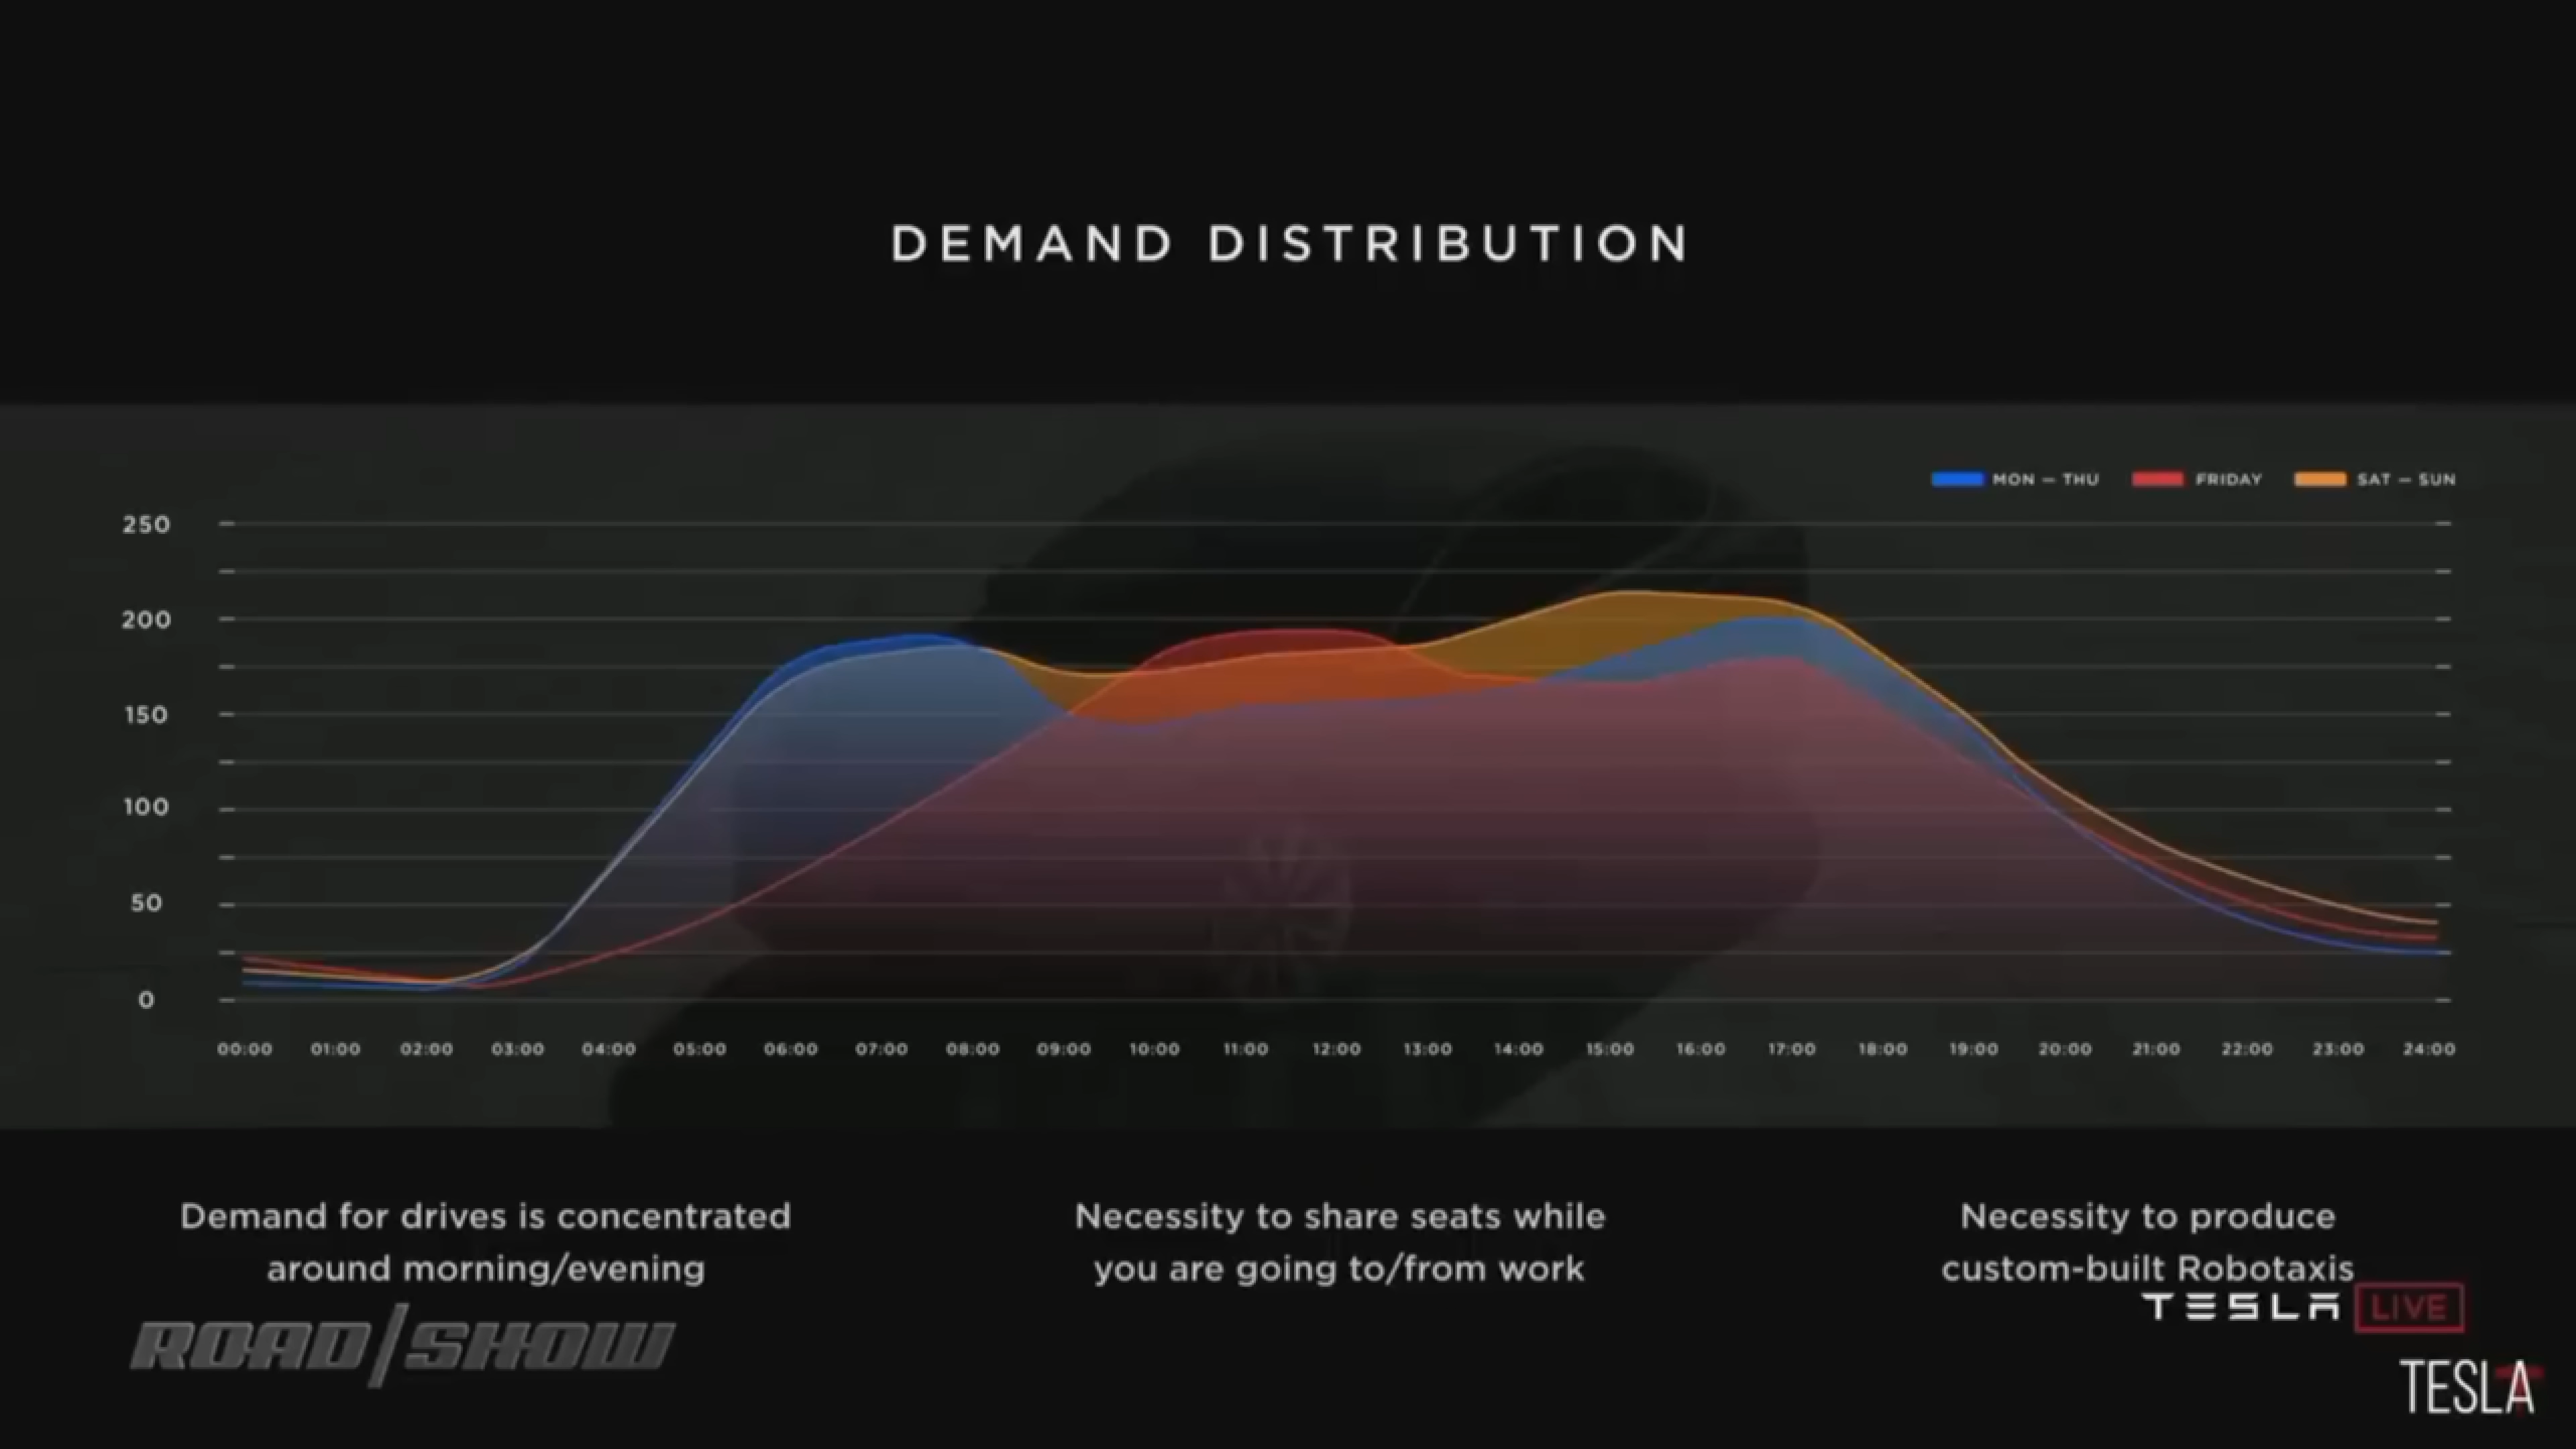 DEMAND DISTRIBUTION
MON – THU FRIDAY SAT – SUN
250
200
150
100
50
0
00:00 01:00 02:00 03:00 04:00 05:00 06:00 07:00 08:00 09:00 10:00 11:00 12:00 13:00 14:00 15:00 16:00 17:00 18:00 19:00 20:00 21:00 22:00 23:00 24:00
Demand for drives is concentrated
around morning/evening
Necessity to share seats while
you are going to/from work
Necessity to produce
custom-built Robotaxis
ROAD/SHOW
TESLA LIVE
TESLA